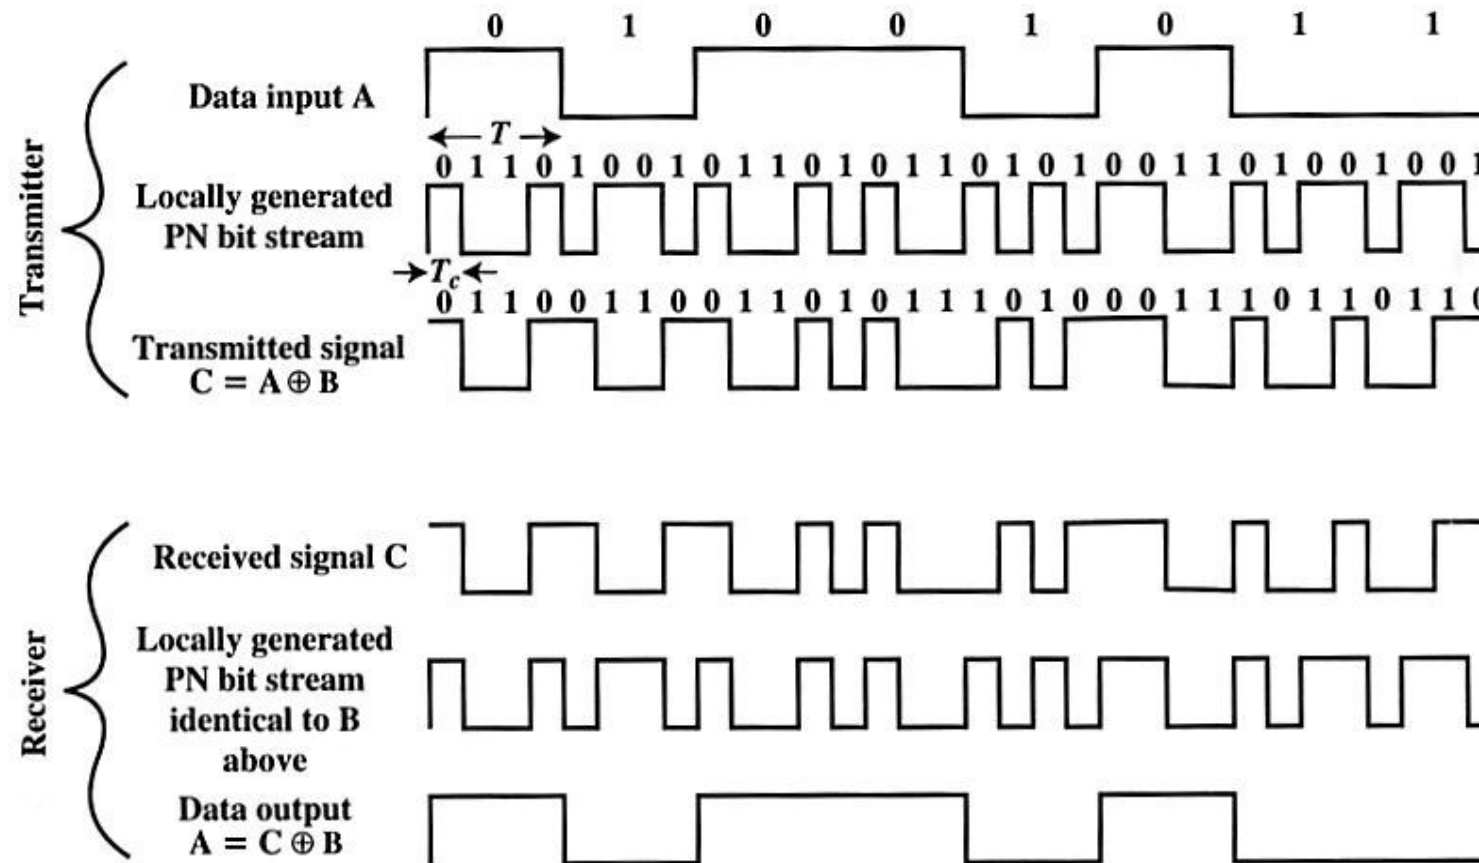 0 1 0 0 1 0 1 1
Data input A
T
0 1 1 0 1 0 0 1 0 1 1 0 1 0 1 1 0 1 0 1 0 0 1 1 0 1 0 0 1 0 0 1
Locally generated
PN bit stream
Tc
0 1 1 0 0 1 1 0 0 1 1 0 1 0 1 1 1 0 1 0 0 0 1 1 1 0 1 1 0 1 1 0
Transmitted signal
C = A ⊕ B
Transmitter
Received signal C
Locally generated
PN bit stream
identical to B
above
Data output
A = C ⊕ B
Receiver